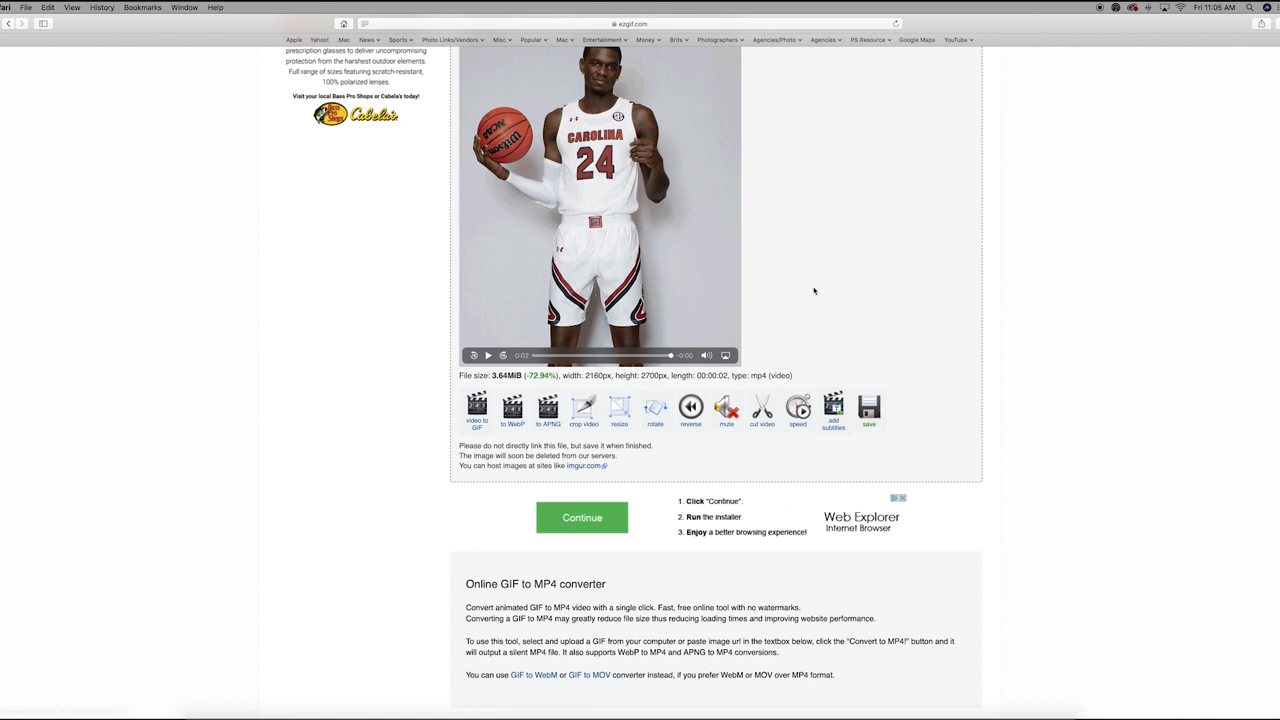 ari File Edit View History Bookmarks Window Help
Fri 11:05 AM
ezgif.com
Apple Yahoo! .Mac News Sports Photo Links/Vendors Misc Popular Mac Entertainment Money Brits Photographers Agencies/Photo Agencies PS Resource Google Maps YouTube
prescription glasses to deliver uncompromising
protection from the harshest outdoor elements.
Full range of sizes featuring scratch-resistant,
100% polarized lenses.
Visit your local Bass Pro Shops or Cabela's today!
Bass Pro Shops Cabela's
NCAA
Wilson
SEC
CAROLINA
24
0:02 -0:00
File size: 3.64MiB (-72.94%), width: 2160px, height: 2700px, length: 00:00:02, type: mp4 (video)
video to GIF
to WebP
to APNG
crop video
resize
rotate
reverse
mute
cut video
speed
add subtitles
save
Please do not directly link this file, but save it when finished.
The image will soon be deleted from our servers.
You can host images at sites like imgur.com
Continue
1. Click "Continue".
2. Run the installer
3. Enjoy a better browsing experience!
Web Explorer
Internet Browser
Online GIF to MP4 converter
Convert animated GIF to MP4 video with a single click. Fast, free online tool with no watermarks.
Converting a GIF to MP4 may greatly reduce file size thus reducing loading times and improving website performance.
To use this tool, select and upload a GIF from your computer or paste image url in the textbox below, click the "Convert to MP4!" button and it
will output a silent MP4 file. It also supports WebP to MP4 and APNG to MP4 conversions.
You can use GIF to WebM or GIF to MOV converter instead, if you prefer WebM or MOV over MP4 format.